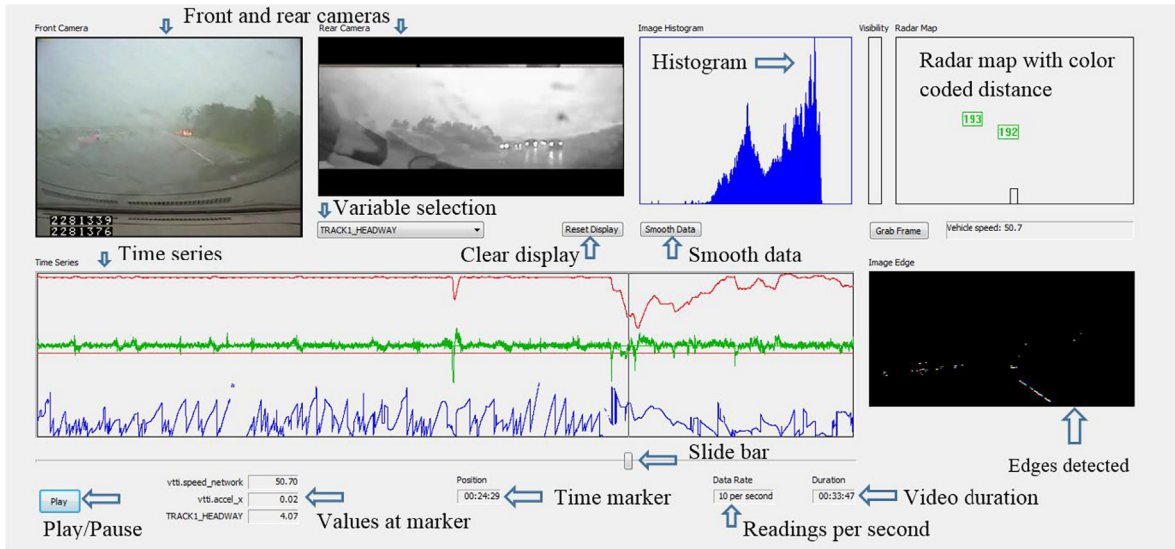 Front and rear cameras
Front Camera
Rear Camera
Image Histogram
Visibility
Radar Map
Histogram
Radar map with color
coded distance
193
192
2281339
2281376
Variable selection
TRACK1_HEADWAY
Reset Display
Smooth Data
Grab Frame
Vehicle speed: 50.7
Clear display
Smooth data
Time series
Time Series
Image Edge
Slide bar
Edges detected
Play
Play/Pause
vtti.speed_network 50.70
vtti.accel_x 0.02
TRACK1_HEADWAY 4.07
Values at marker
Position
00:24:29
Time marker
Data Rate
10 per second
Readings per second
Duration
00:33:47
Video duration